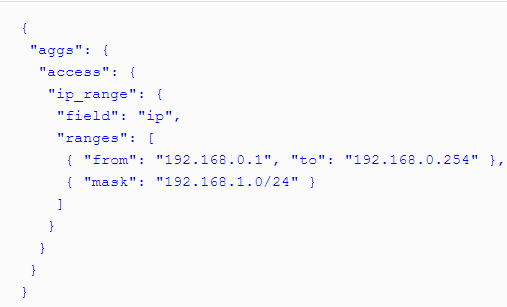 {
 "aggs": {
  "access": {
   "ip_range": {
    "field": "ip",
    "ranges": [
     { "from": "192.168.0.1", "to": "192.168.0.254" },
     { "mask": "192.168.1.0/24" }
    ]
   }
  }
 }
}